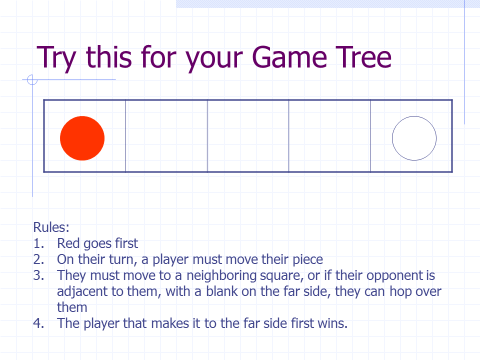 Try this for your Game Tree
Rules:
1. Red goes first
2. On their turn, a player must move their piece
3. They must move to a neighboring square, or if their opponent is
adjacent to them, with a blank on the far side, they can hop over
them
4. The player that makes it to the far side first wins.